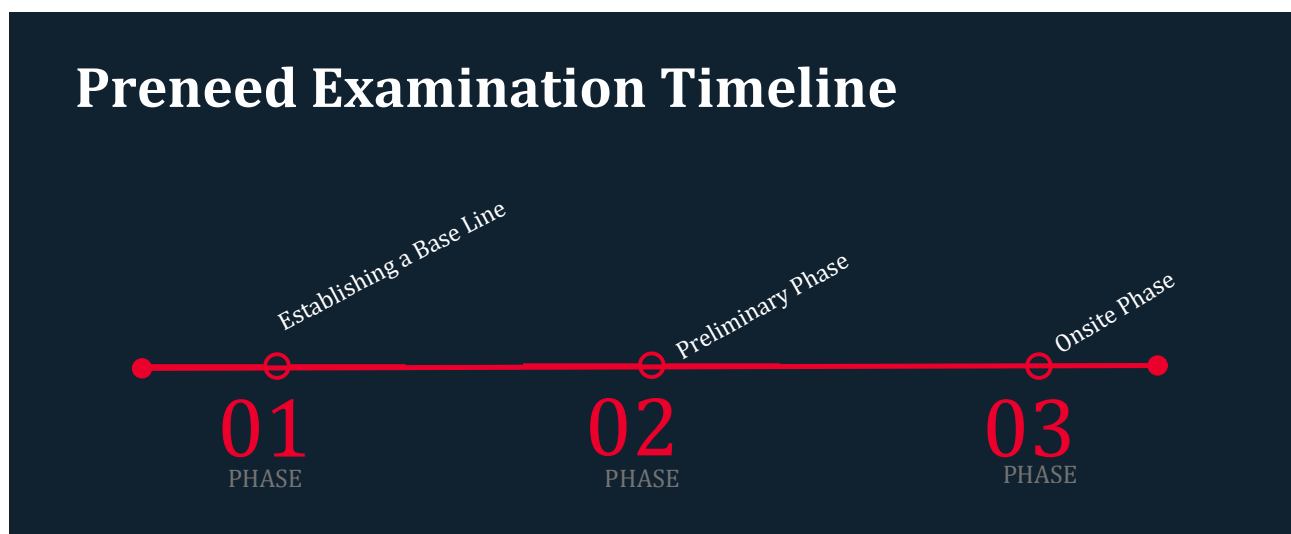 Preneed Examination Timeline
Establishing a Base Line
Preliminary Phase
Onsite Phase
01
PHASE
02
PHASE
03
PHASE